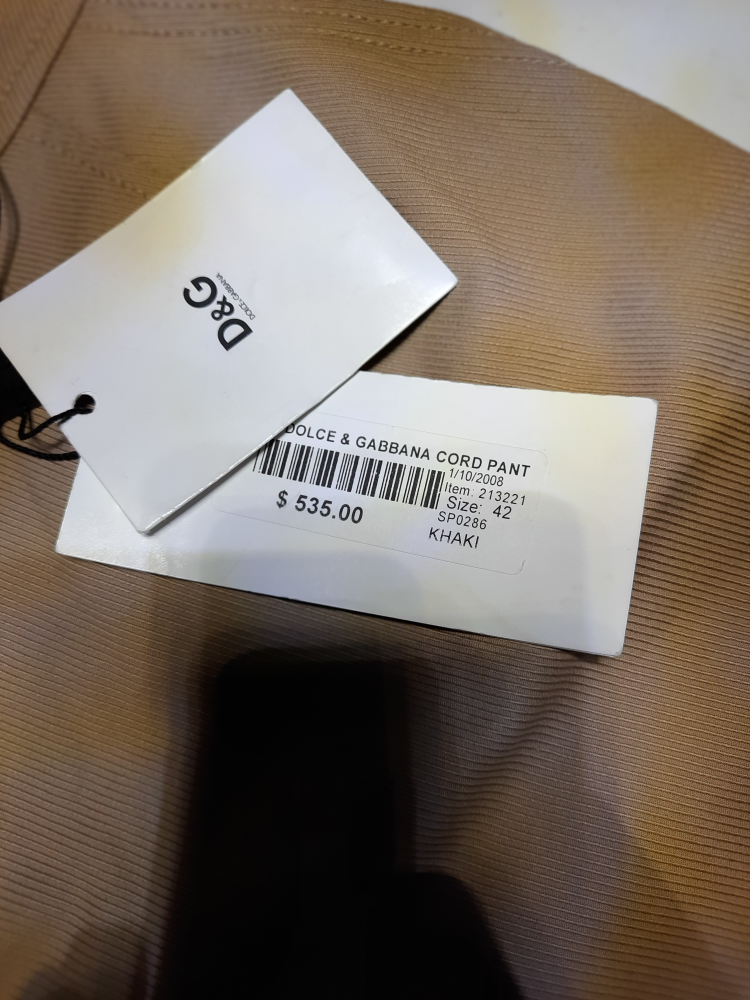 D&G
DOLCE & GABBANA
DOLCE & GABBANA CORD PANT
1/10/2008
Item: 213221
Size: 42
$ 535.00
SP0286
KHAKI